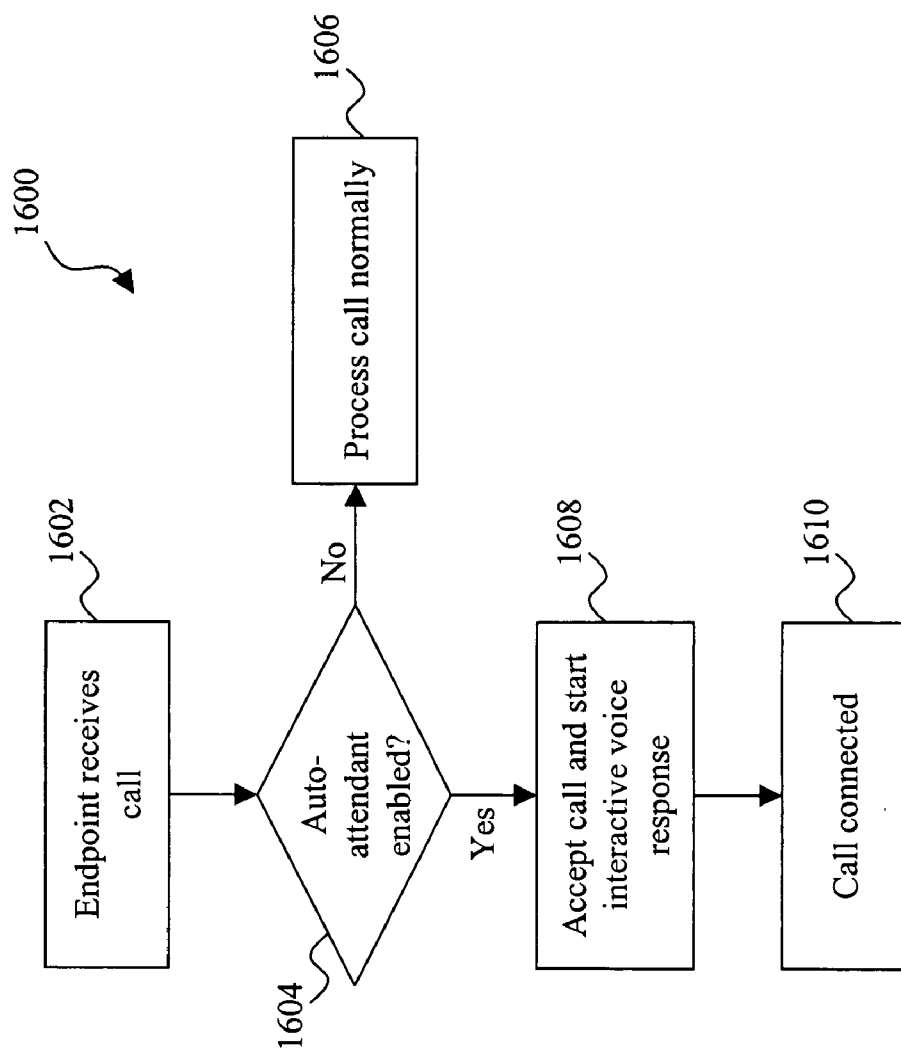 1600
1602
Endpoint receives
call
1604
Auto-
attendant
enabled?
No
1606
Process call normally
Yes
1608
Accept call and start
interactive voice
response
1610
Call connected